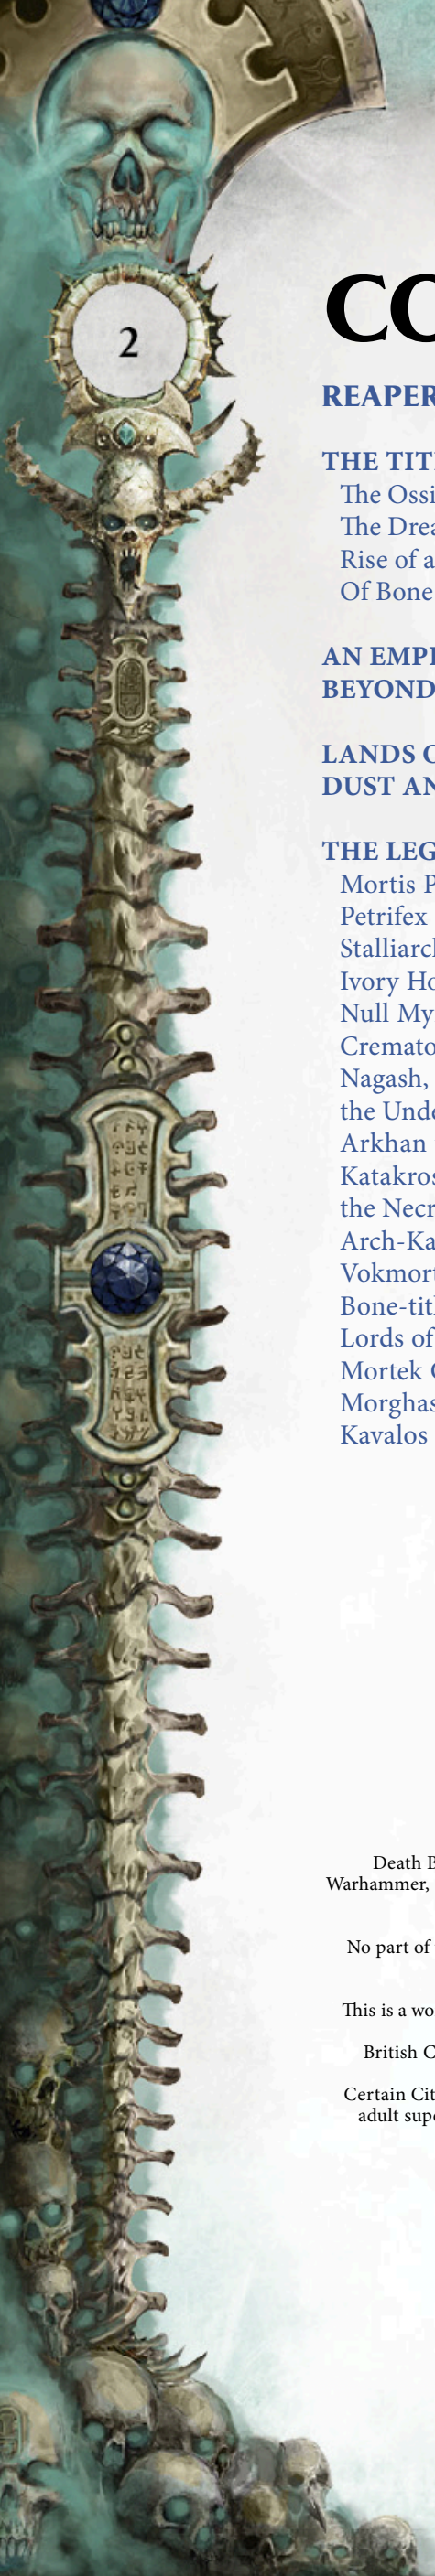 2
CO
REAPER
THE TIT
The Ossi
The Drea
Rise of a
Of Bone
AN EMPI
BEYOND
LANDS O
DUST AN
THE LEG
Mortis P
Petrifex
Stalliarch
Ivory Ho
Null My
Cremato
Nagash,
the Unde
Arkhan
Katakros
the Necr
Arch-Ka
Vokmort
Bone-tit
Lords of
Mortek
Morghas
Kavalos
Death B
Warhammer,
No part of
This is a wo
British C
Certain Cit
adult supe